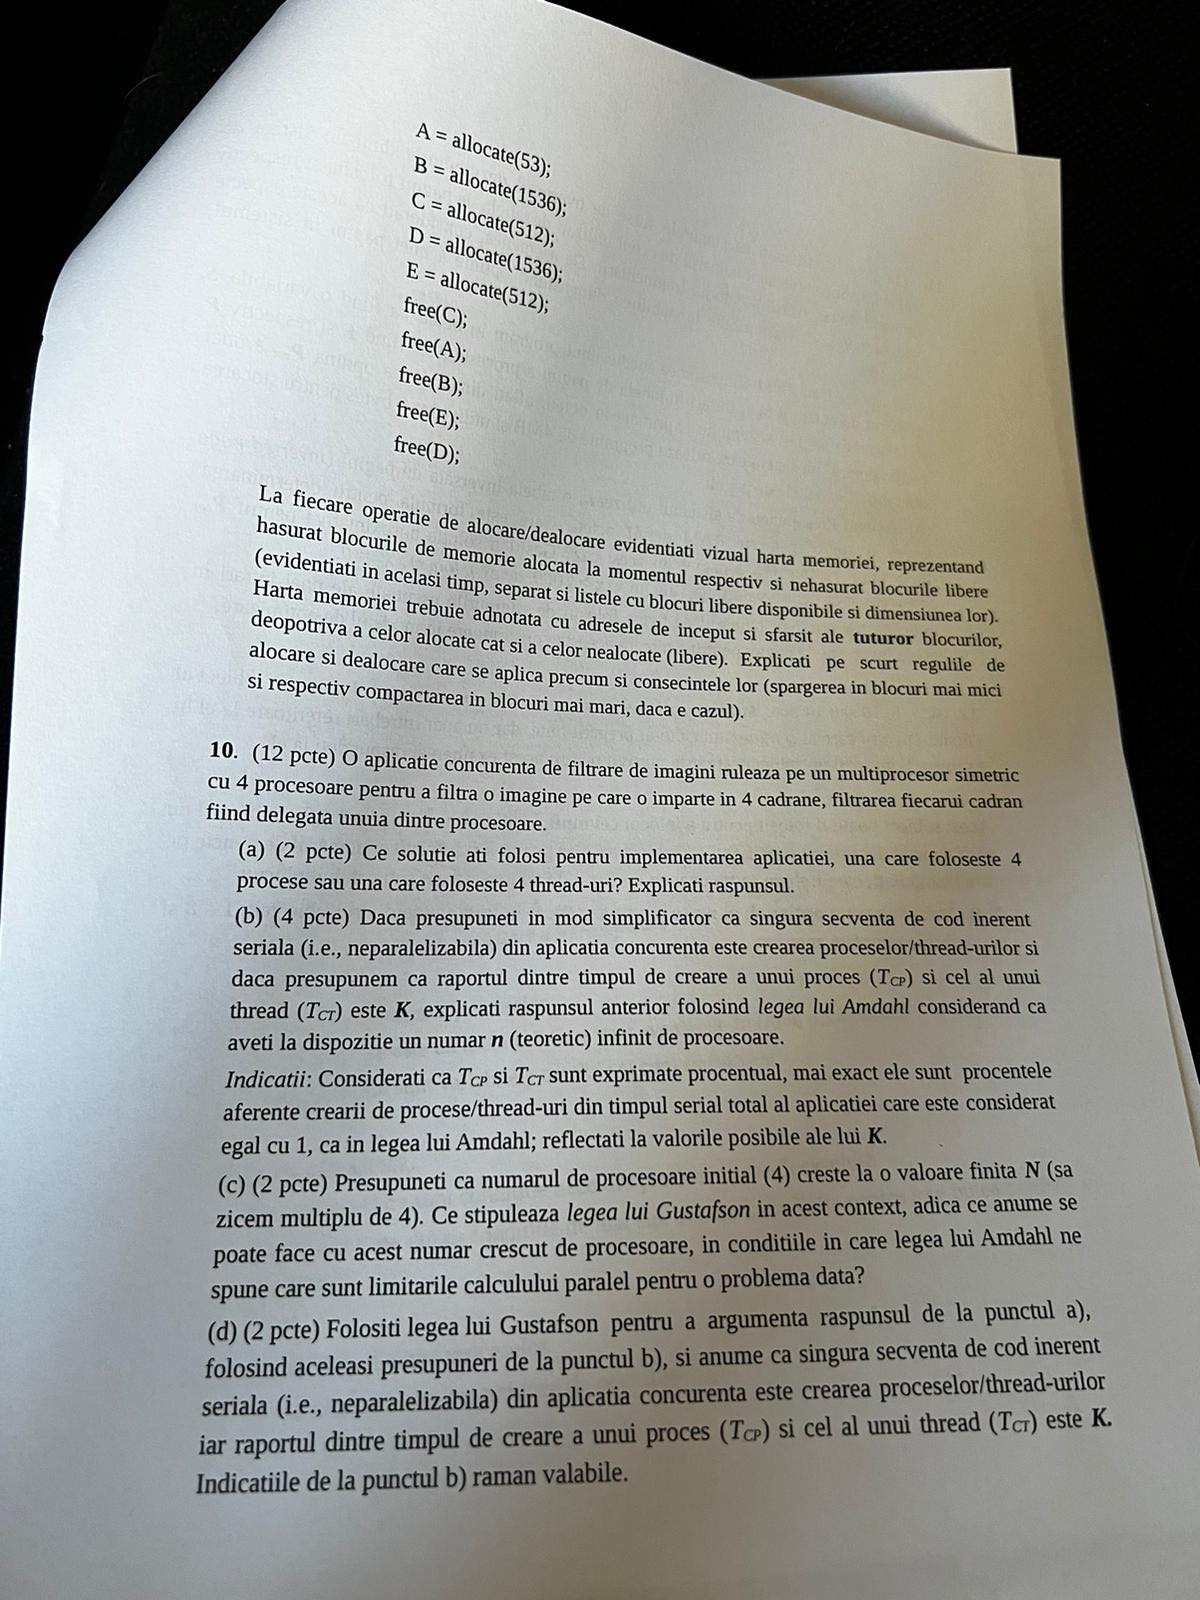 A = allocate(53);
B = allocate(1536);
C = allocate(512);
D = allocate(1536);
E = allocate(512);
free(C);
free(A);
free(B);
free(E);
free(D);
La fiecare operatie de alocare/dealocare evidentiati vizual harta memoriei, reprezentand
hasurat blocurile de memorie alocata la momentul respectiv si nehasurat blocurile libere
(evidentiati in acelasi timp, separat si listele cu blocuri libere disponibile si dimensiunea lor).
Harta memoriei trebuie adnotata cu adresele de inceput si sfarsit ale tuturor blocurilor,
deopotriva a celor alocate cat si a celor nealocate (libere). Explicati pe scurt regulile de
alocare si dealocare care se aplica precum si consecintele lor (spargerea in blocuri mai mici
si respectiv compactarea in blocuri mai mari, daca e cazul).
10. (12 pcte) O aplicatie concurenta de filtrare de imagini ruleaza pe un multiprocesor simetric
cu 4 procesoare pentru a filtra o imagine pe care o imparte in 4 cadrane, filtrarea fiecarui cadran
fiind delegata unuia dintre procesoare.
(a) (2 pcte) Ce solutie ati folosi pentru implementarea aplicatiei, una care foloseste 4
procese sau una care foloseste 4 thread-uri? Explicati raspunsul.
(b) (4 pcte) Daca presupuneti in mod simplificator ca singura secventa de cod inerent
seriala (i.e., neparalelizabila) din aplicatia concurenta este crearea proceselor/thread-urilor si
daca presupunem ca raportul dintre timpul de creare a unui proces (TCP) si cel al unui
thread (TCT) este K, explicati raspunsul anterior folosind legea lui Amdahl considerand ca
aveti la dispozitie un numar n (teoretic) infinit de procesoare.
Indicatii: Considerati ca TCP si TCT sunt exprimate procentual, mai exact ele sunt procentele
aferente crearii de procese/thread-uri din timpul serial total al aplicatiei care este considerat
egal cu 1, ca in legea lui Amdahl; reflectati la valorile posibile ale lui K.
(c) (2 pcte) Presupuneti ca numarul de procesoare initial (4) creste la o valoare finita N (sa
zicem multiplu de 4). Ce stipuleaza legea lui Gustafson in acest context, adica ce anume se
poate face cu acest numar crescut de procesoare, in conditiile in care legea lui Amdahl ne
spune care sunt limitarile calculului paralel pentru o problema data?
(d) (2 pcte) Folositi legea lui Gustafson pentru a argumenta raspunsul de la punctul a),
folosind aceleasi presupuneri de la punctul b), si anume ca singura secventa de cod inerent
seriala (i.e., neparalelizabila) din aplicatia concurenta este crearea proceselor/thread-urilor
iar raportul dintre timpul de creare a unui proces (TCP) si cel al unui thread (TCT) este K.
Indicatiile de la punctul b) raman valabile.